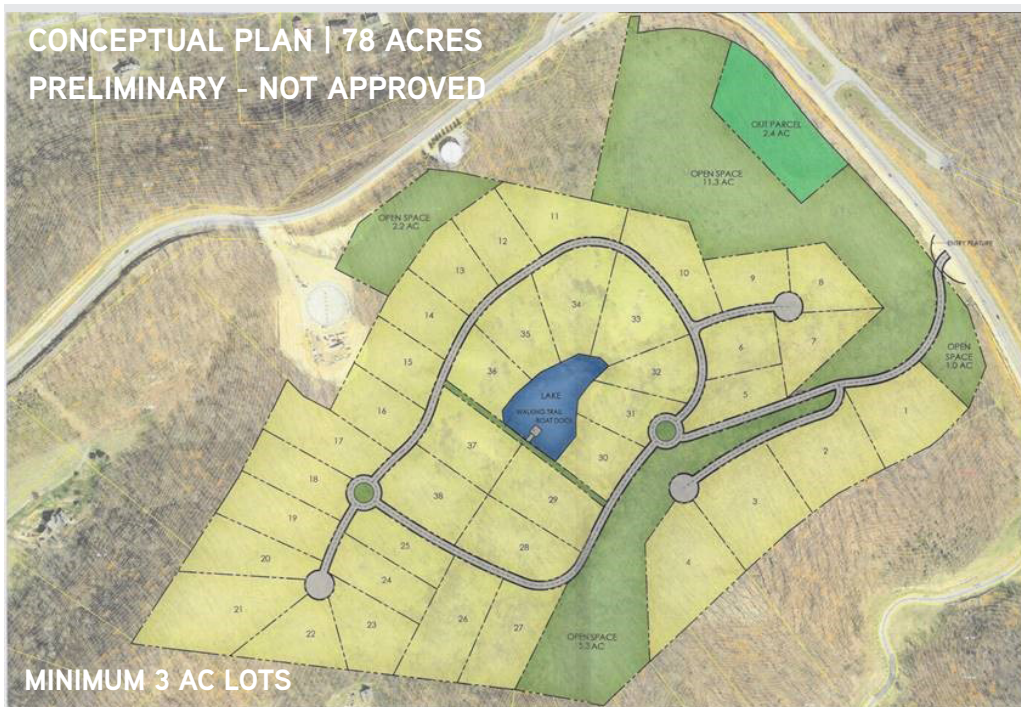 CONCEPTUAL PLAN | 78 ACRES
PRELIMINARY - NOT APPROVED
OUT PARCEL
2.4 AC
OPEN SPACE
11.3 AC
OPEN SPACE
2.2 AC
ENTRY FEATURE
11
12
10
13
9
8
34
33
14
35
6
7
15
36
32
OPEN
SPACE
1.0 AC
LAKE
5
WALKING TRAIL
BOAT DOCK
31
1
16
17
37
30
2
18
38
29
3
19
25
28
20
24
4
21
22
23
26
27
OPEN SPACE
5.3 AC
MINIMUM 3 AC LOTS